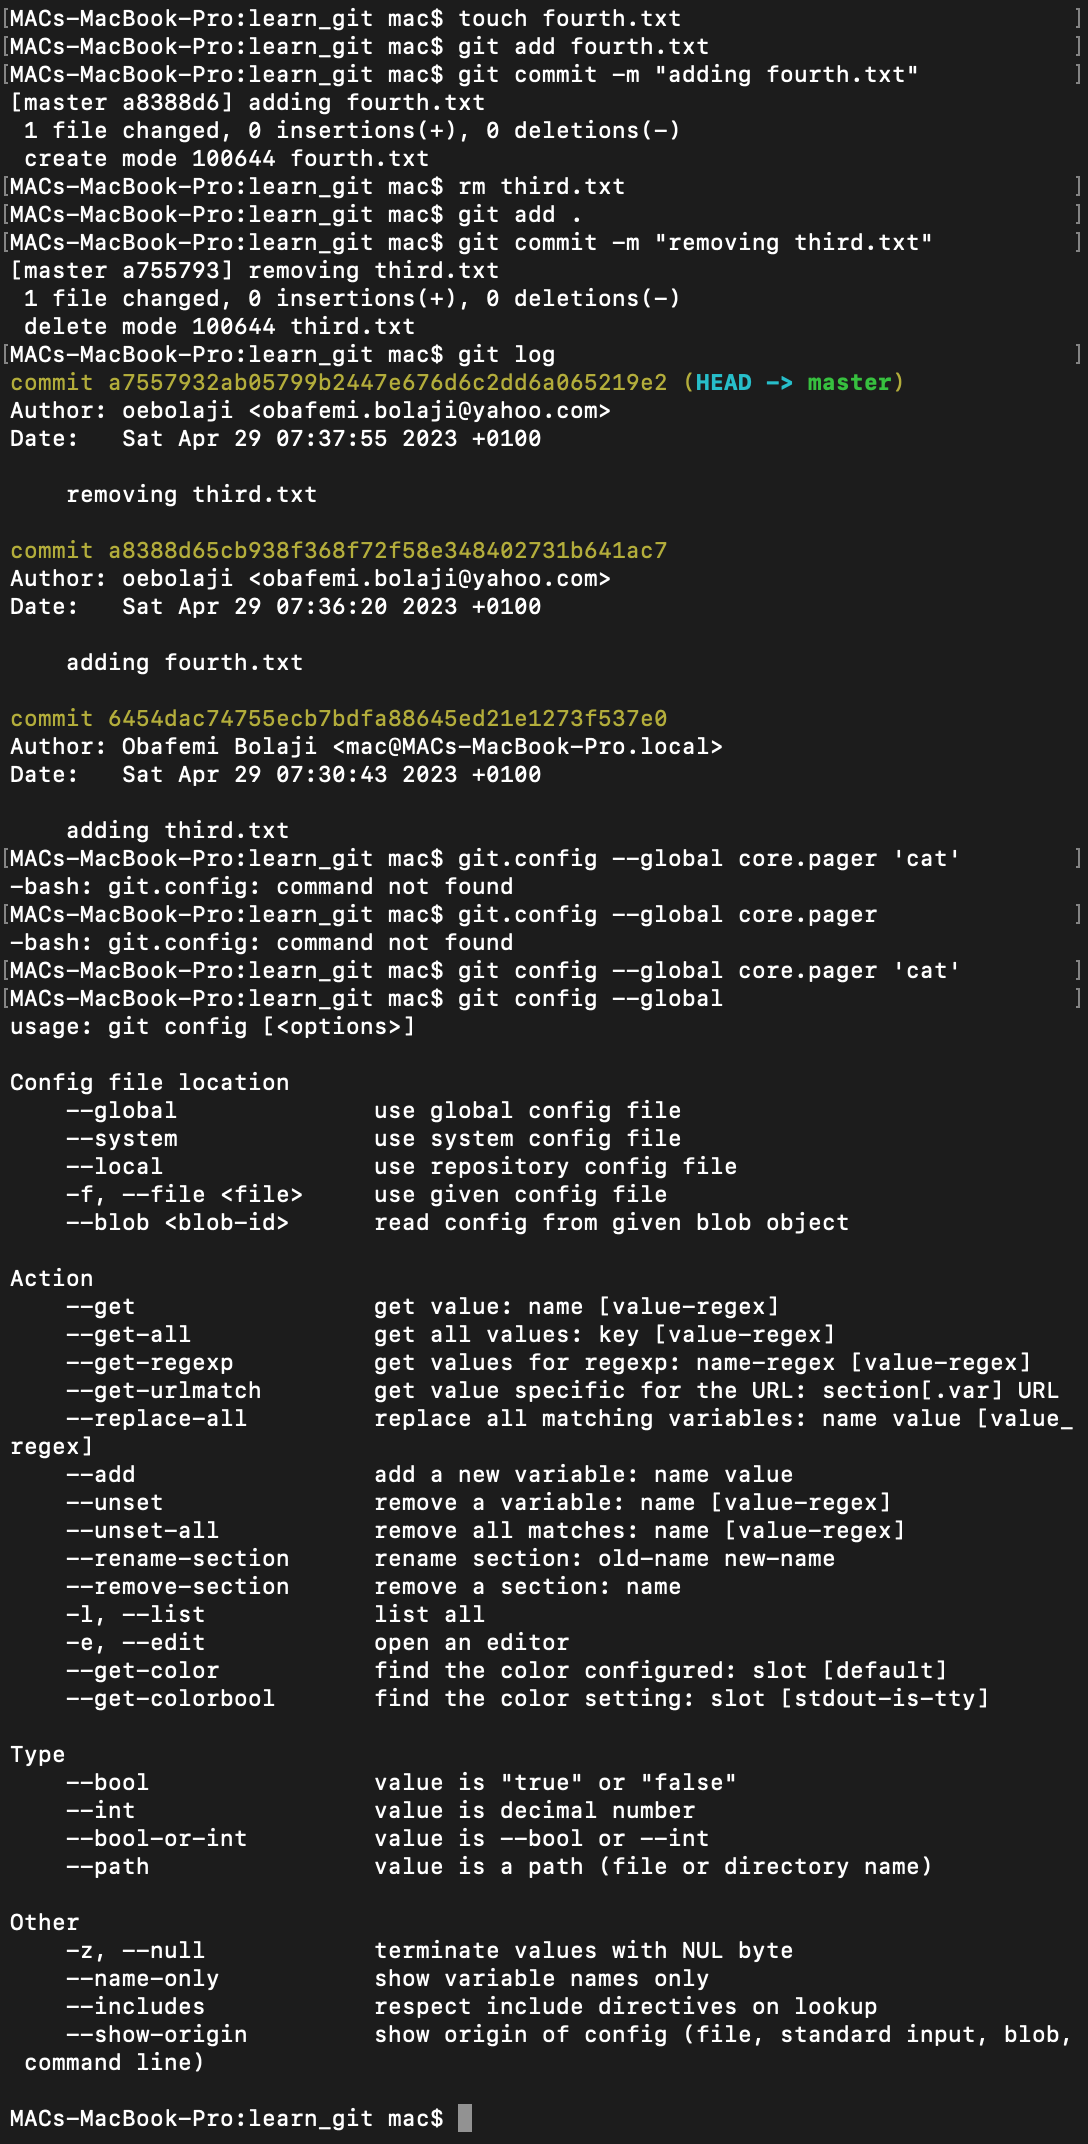 [MACs-MacBook-Pro:learn_git mac$ touch fourth.txt ]
[MACs-MacBook-Pro:learn_git mac$ git add fourth.txt ]
[MACs-MacBook-Pro:learn_git mac$ git commit -m "adding fourth.txt" ]
[master a8388d6] adding fourth.txt
 1 file changed, 0 insertions(+), 0 deletions(-)
 create mode 100644 fourth.txt
[MACs-MacBook-Pro:learn_git mac$ rm third.txt ]
[MACs-MacBook-Pro:learn_git mac$ git add . ]
[MACs-MacBook-Pro:learn_git mac$ git commit -m "removing third.txt" ]
[master a755793] removing third.txt
 1 file changed, 0 insertions(+), 0 deletions(-)
 delete mode 100644 third.txt
[MACs-MacBook-Pro:learn_git mac$ git log ]
commit a7557932ab05799b2447e676d6c2dd6a065219e2 (HEAD -> master)
Author: oebolaji <obafemi.bolaji@yahoo.com>
Date:   Sat Apr 29 07:37:55 2023 +0100

    removing third.txt

commit a8388d65cb938f368f72f58e348402731b641ac7
Author: oebolaji <obafemi.bolaji@yahoo.com>
Date:   Sat Apr 29 07:36:20 2023 +0100

    adding fourth.txt

commit 6454dac74755ecb7bdfa88645ed21e1273f537e0
Author: Obafemi Bolaji <mac@MACs-MacBook-Pro.local>
Date:   Sat Apr 29 07:30:43 2023 +0100

    adding third.txt
[MACs-MacBook-Pro:learn_git mac$ git.config --global core.pager 'cat' ]
-bash: git.config: command not found
[MACs-MacBook-Pro:learn_git mac$ git.config --global core.pager ]
-bash: git.config: command not found
[MACs-MacBook-Pro:learn_git mac$ git config --global core.pager 'cat' ]
[MACs-MacBook-Pro:learn_git mac$ git config --global ]
usage: git config [<options>]

Config file location
    --global              use global config file
    --system              use system config file
    --local               use repository config file
    -f, --file <file>     use given config file
    --blob <blob-id>      read config from given blob object

Action
    --get                 get value: name [value-regex]
    --get-all             get all values: key [value-regex]
    --get-regexp          get values for regexp: name-regex [value-regex]
    --get-urlmatch        get value specific for the URL: section[.var] URL
    --replace-all         replace all matching variables: name value [value_
regex]
    --add                 add a new variable: name value
    --unset               remove a variable: name [value-regex]
    --unset-all           remove all matches: name [value-regex]
    --rename-section      rename section: old-name new-name
    --remove-section      remove a section: name
    -l, --list            list all
    -e, --edit            open an editor
    --get-color           find the color configured: slot [default]
    --get-colorbool       find the color setting: slot [stdout-is-tty]

Type
    --bool                value is "true" or "false"
    --int                 value is decimal number
    --bool-or-int         value is --bool or --int
    --path                value is a path (file or directory name)

Other
    -z, --null            terminate values with NUL byte
    --name-only           show variable names only
    --includes            respect include directives on lookup
    --show-origin         show origin of config (file, standard input, blob,
 command line)

MACs-MacBook-Pro:learn_git mac$